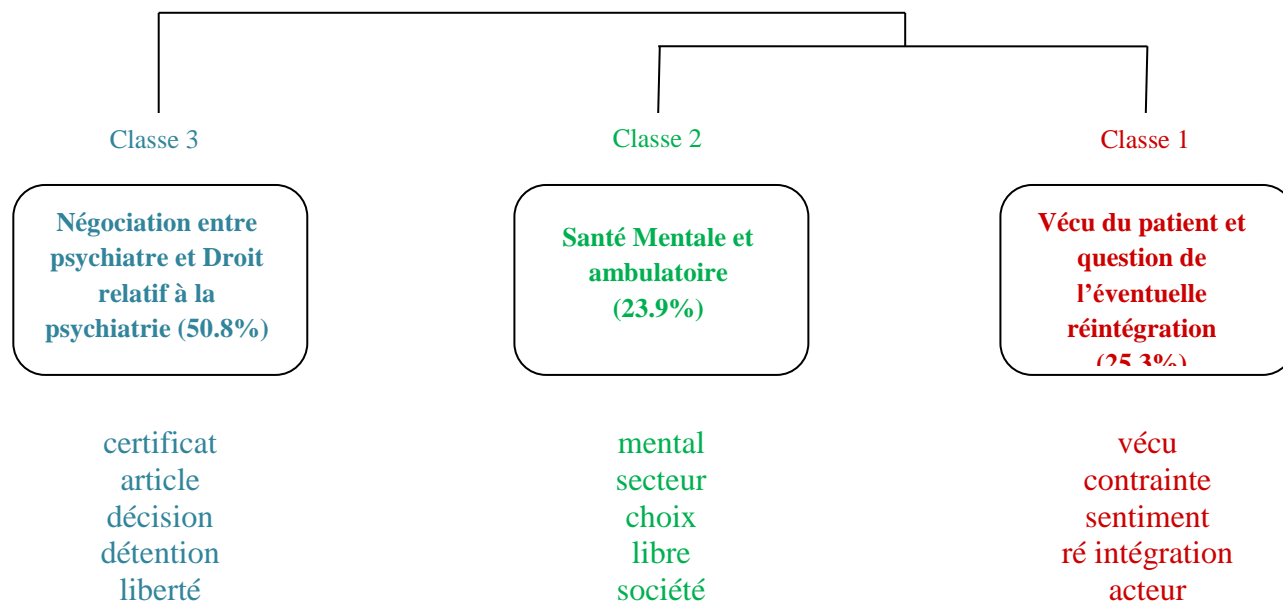 Classe 3
Négociation entre
psychiatre et Droit
relatif à la
psychiatrie (50.8%)
certificat
article
décision
détention
liberté
Classe 2
Santé Mentale et
ambulatoire
(23.9%)
mental
secteur
choix
libre
société
Classe 1
Vécu du patient et
question de
l’éventuelle
réintégration
(25.3%)
vécu
contrainte
sentiment
ré intégration
acteur